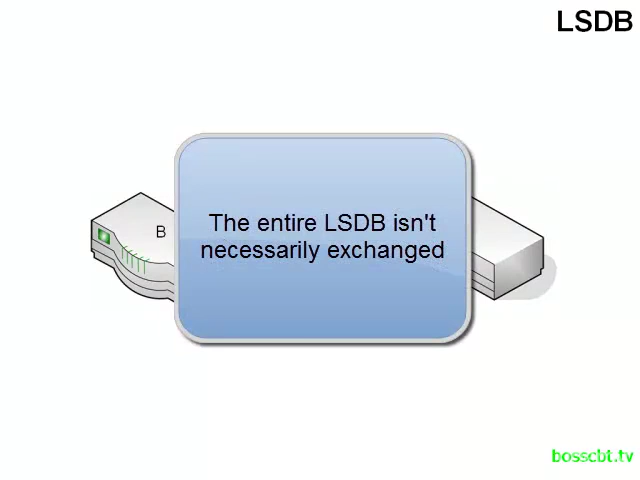 LSDB
B
The entire LSDB isn't
necessarily exchanged
bosscbt.tv